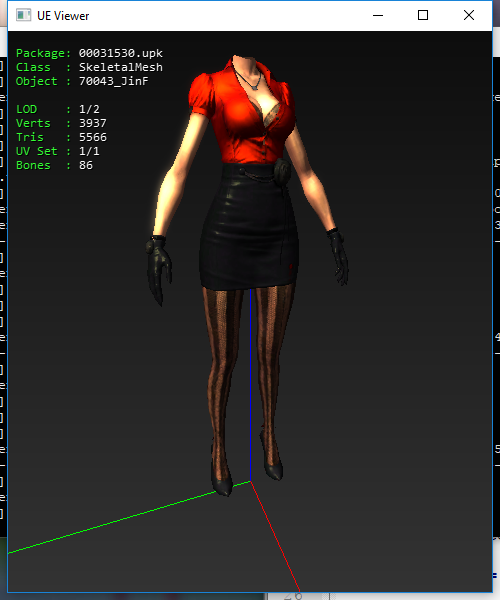 UE Viewer
Package: 00031530.upk
Class  : SkeletalMesh
Object : 70043_JinF
LOD    : 1/2
Verts  : 3937
Tris   : 5566
UV Set : 1/1
Bones  : 86